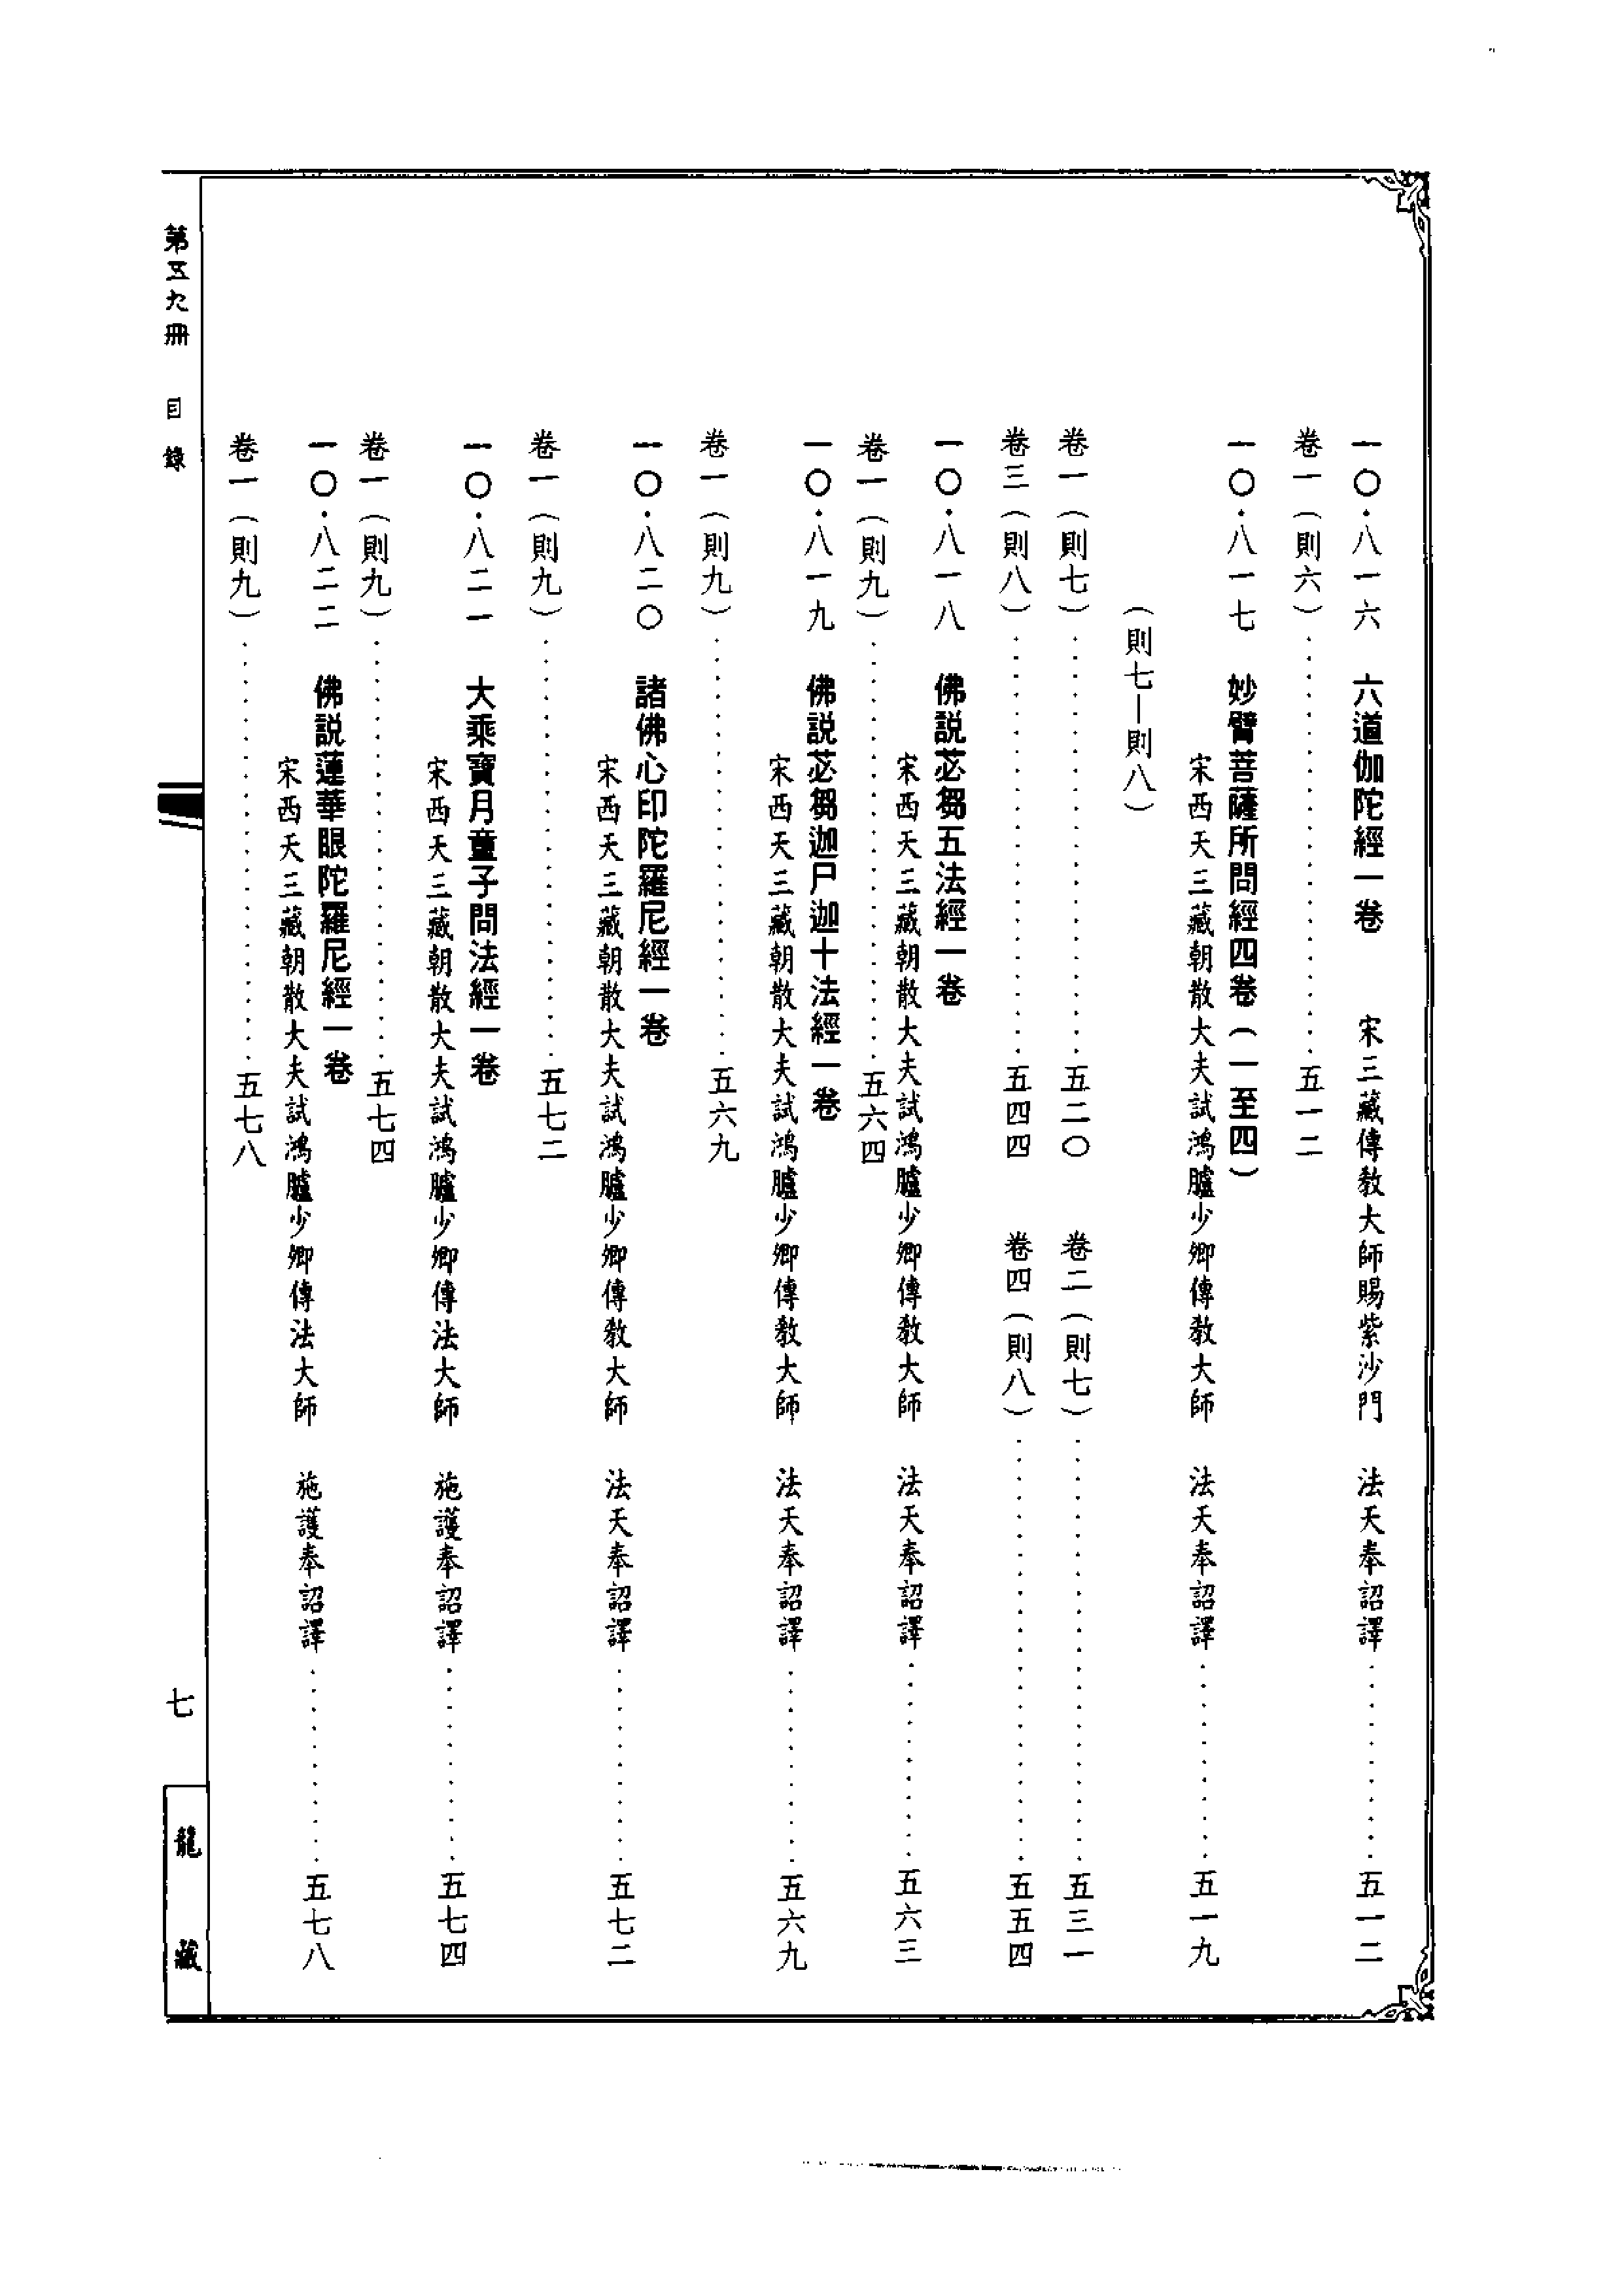 一〇·八一六　六道伽陀經一卷　宋三藏傳教大師賜紫沙門　法天奉詔譯…………五一二
卷一（則六）…………五一二
一〇·八一七　妙臂菩薩所問經四卷（一至四）
宋西天三藏朝散大夫試鴻臚少卿傳教大師　法天奉詔譯…………五一九
（則七—則八）
卷一（則七）…………五二〇　卷二（則七）…………五三一
卷三（則八）…………五四四　卷四（則八）…………五五四
一〇·八一八　佛説苾芻五法經一卷
宋西天三藏朝散大夫試鴻臚少卿傳教大師　法天奉詔譯…………五六三
卷一（則九）…………五六四
一〇·八一九　佛説苾芻迦尸迦十法經一卷
宋西天三藏朝散大夫試鴻臚少卿傳教大師　法天奉詔譯…………五六九
卷一（則九）…………五六九
一〇·八二〇　諸佛心印陀羅尼經一卷
宋西天三藏朝散大夫試鴻臚少卿傳教大師　法天奉詔譯…………五七二
卷一（則九）…………五七二
一〇·八二一　大乘寶月童子問法經一卷
宋西天三藏朝散大夫試鴻臚少卿傳法大師　施護奉詔譯…………五七四
卷一（則九）…………五七四
一〇·八二二　佛説蓮華眼陀羅尼經一卷
宋西天三藏朝散大夫試鴻臚少卿傳法大師　施護奉詔譯…………五七八
卷一（則九）…………五七八
第五九冊　目錄
七
龍藏